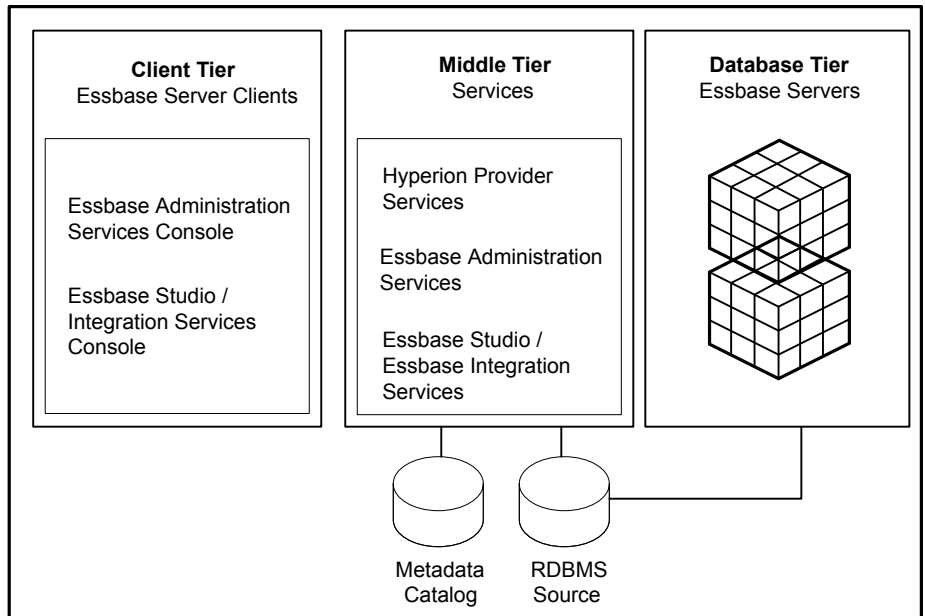 Client Tier
Essbase Server Clients
Essbase Administration
Services Console
Essbase Studio /
Integration Services
Console
Middle Tier
Services
Hyperion Provider
Services
Essbase Administration
Services
Essbase Studio /
Essbase Integration
Services
Database Tier
Essbase Servers
Metadata
Catalog
RDBMS
Source